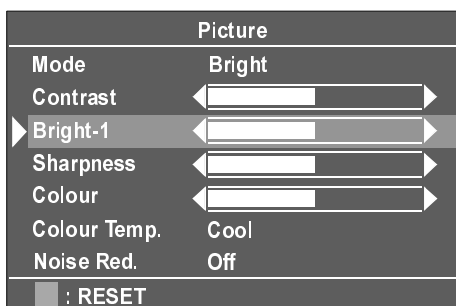 Picture
Mode Bright
Contrast
Bright-1
Sharpness
Colour
Colour Temp. Cool
Noise Red. Off
: RESET